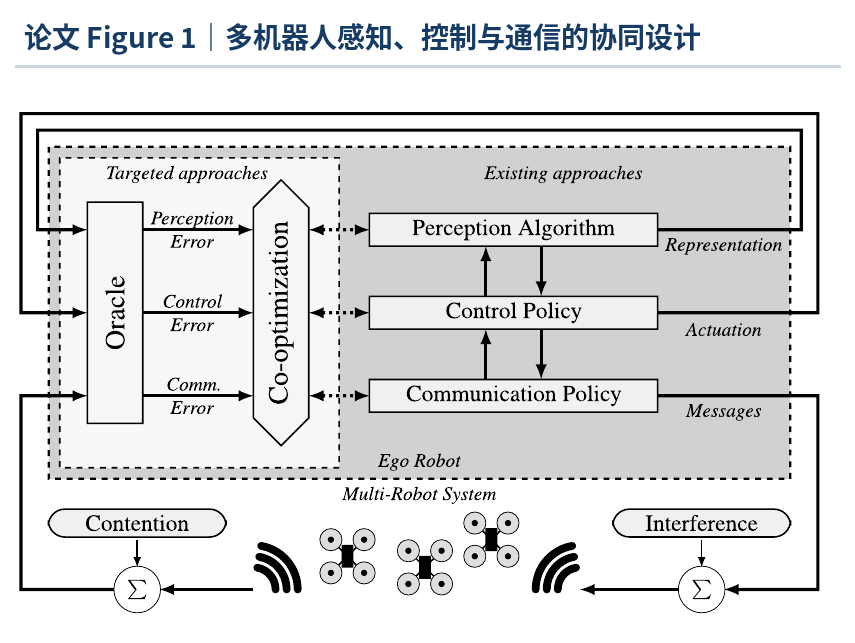 论文 Figure 1｜多机器人感知、控制与通信的协同设计
Targeted approaches
Existing approaches
Oracle
Perception
Error
Control
Error
Comm.
Error
Co-optimization
Perception Algorithm
Representation
Control Policy
Actuation
Communication Policy
Messages
Ego Robot
Multi-Robot System
Contention
Interference
Σ
Σ